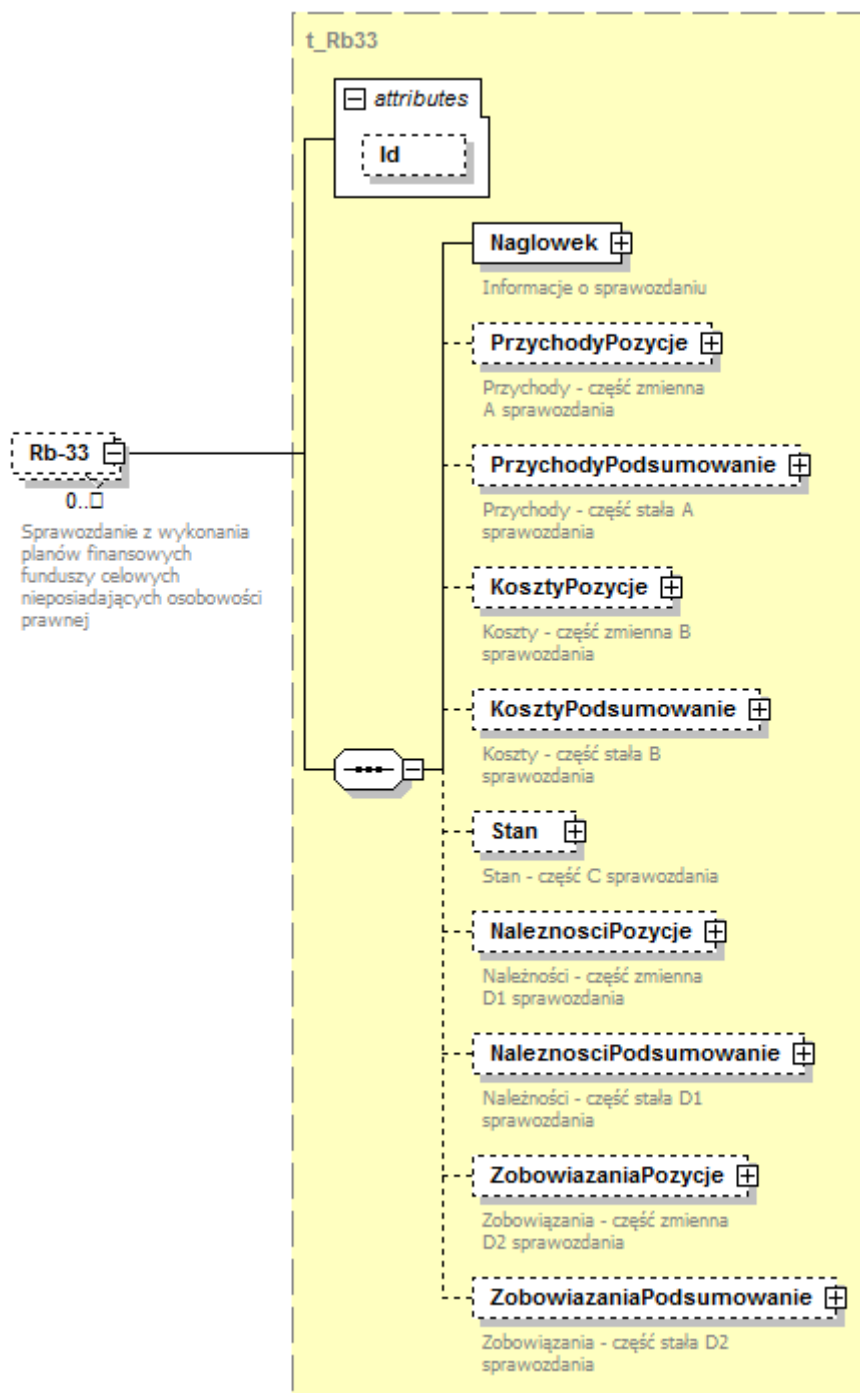 t_Rb33
attributes
Id
Naglowek
Informacje o sprawozdaniu
PrzychodyPozycje
Przychody - część zmienna
A sprawozdania
Rb-33
0..□
Sprawozdanie z wykonania
planów finansowych
funduszy celowych
nieposiadających osobowości
prawnej
PrzychodyPodsumowanie
Przychody - część stała A
sprawozdania
KosztyPozycje
Koszty - część zmienna B
sprawozdania
KosztyPodsumowanie
Koszty - część stała B
sprawozdania
Stan
Stan - część C sprawozdania
NaleznosciPozycje
Należności - część zmienna
D1 sprawozdania
NaleznosciPodsumowanie
Należności - część stała D1
sprawozdania
ZobowiazaniaPozycje
Zobowiązania - część zmienna
D2 sprawozdania
ZobowiazaniaPodsumowanie
Zobowiązania - część stała D2
sprawozdania